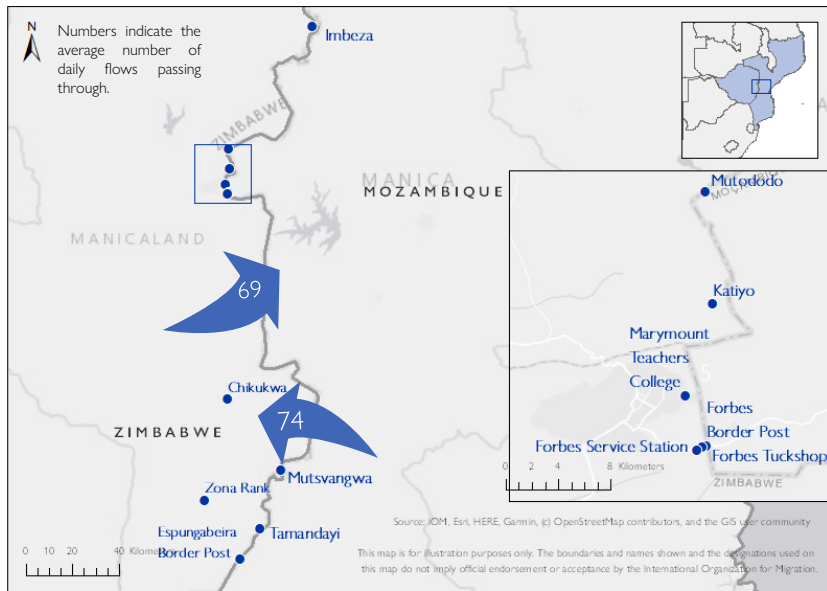 N
Numbers indicate the
average number of
daily flows passing
through.
Imbeza
ZIMBABWE
MANICA
MOZAMBIQUE
MANICALAND
69
Chikukwa
74
ZIMBABWE
Mutsvangwa
Zona Rank
Espungabeira
Border Post
Tamandayi
0 20 40 Kilometers
Mutododo
MOÇAMBIQUE
Katiyo
Marymount
Teachers
College
5
Forbes
Border Post
Forbes Service Station
Forbes Tuckshop
0 2 4 8 Kilometers
ZIMBABWE
Source: IOM, Esri, HERE, Garmin, (c) OpenStreetMap contributors, and the GIS user community
This map is for illustration purposes only. The boundaries and names shown and the designations used on
this map do not imply official endorsement or acceptance by the International Organization for Migration.